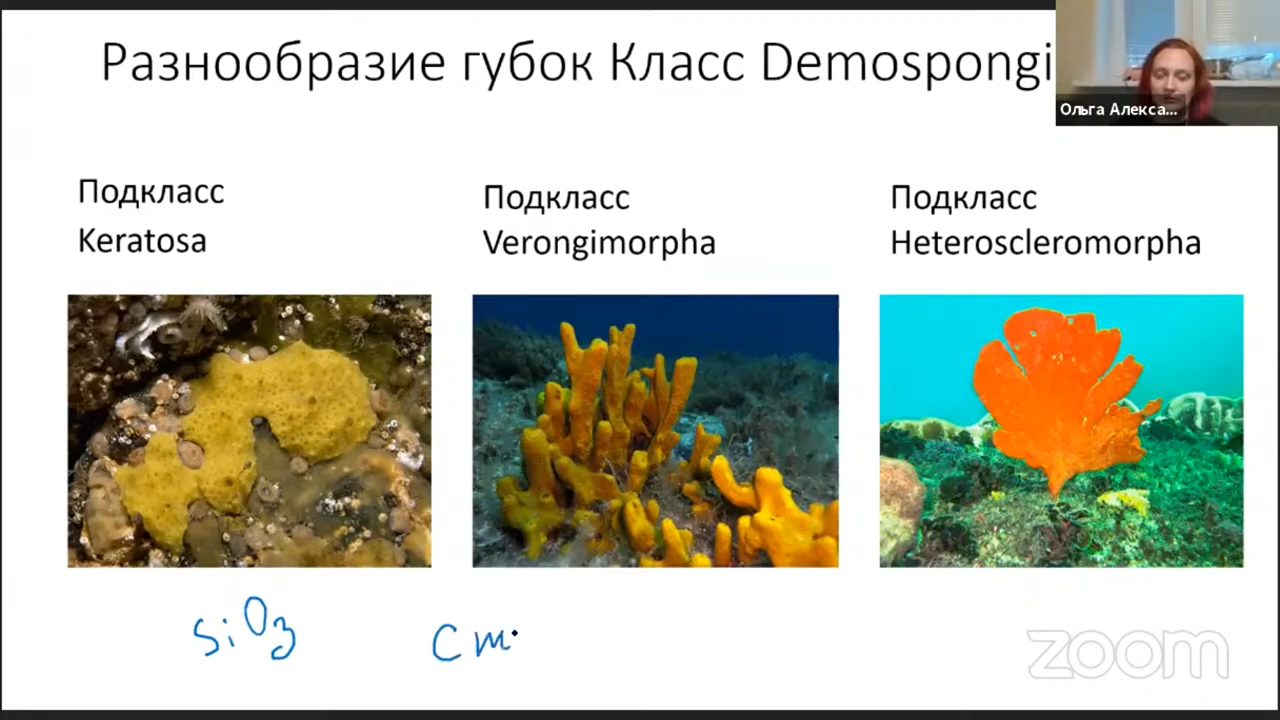 Разнообразие губок Класс Demospongi
Ольга Алекса...
Подкласс
Keratosa
Подкласс
Verongimorpha
Подкласс
Heteroscleromorpha
SiO3
Cm
zoom